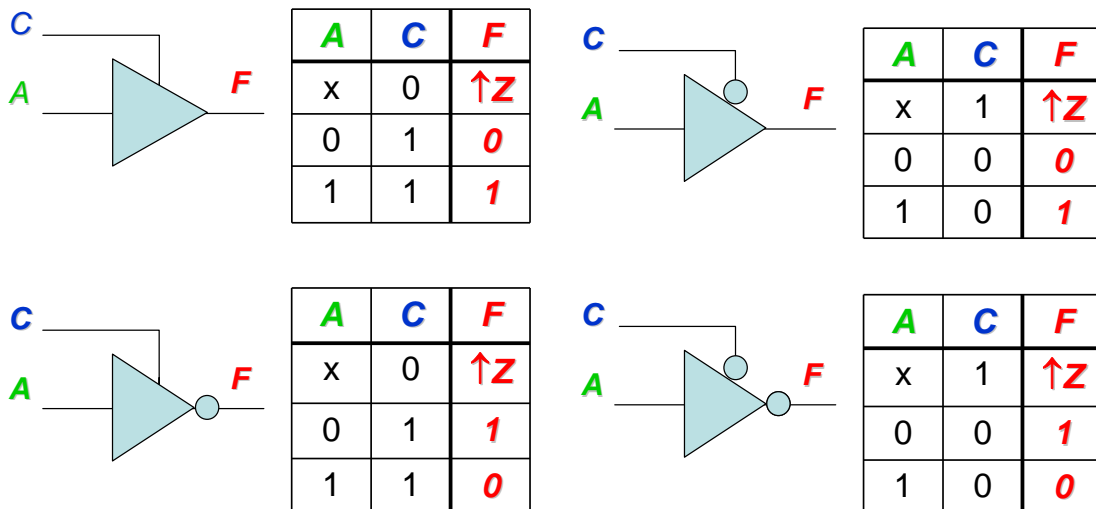 C
A
F
A C F
x 0 ↑Z
0 1 0
1 1 1
C
A
F
A C F
x 1 ↑Z
0 0 0
1 0 1
C
A
F
A C F
x 0 ↑Z
0 1 1
1 1 0
C
A
F
A C F
x 1 ↑Z
0 0 1
1 0 0